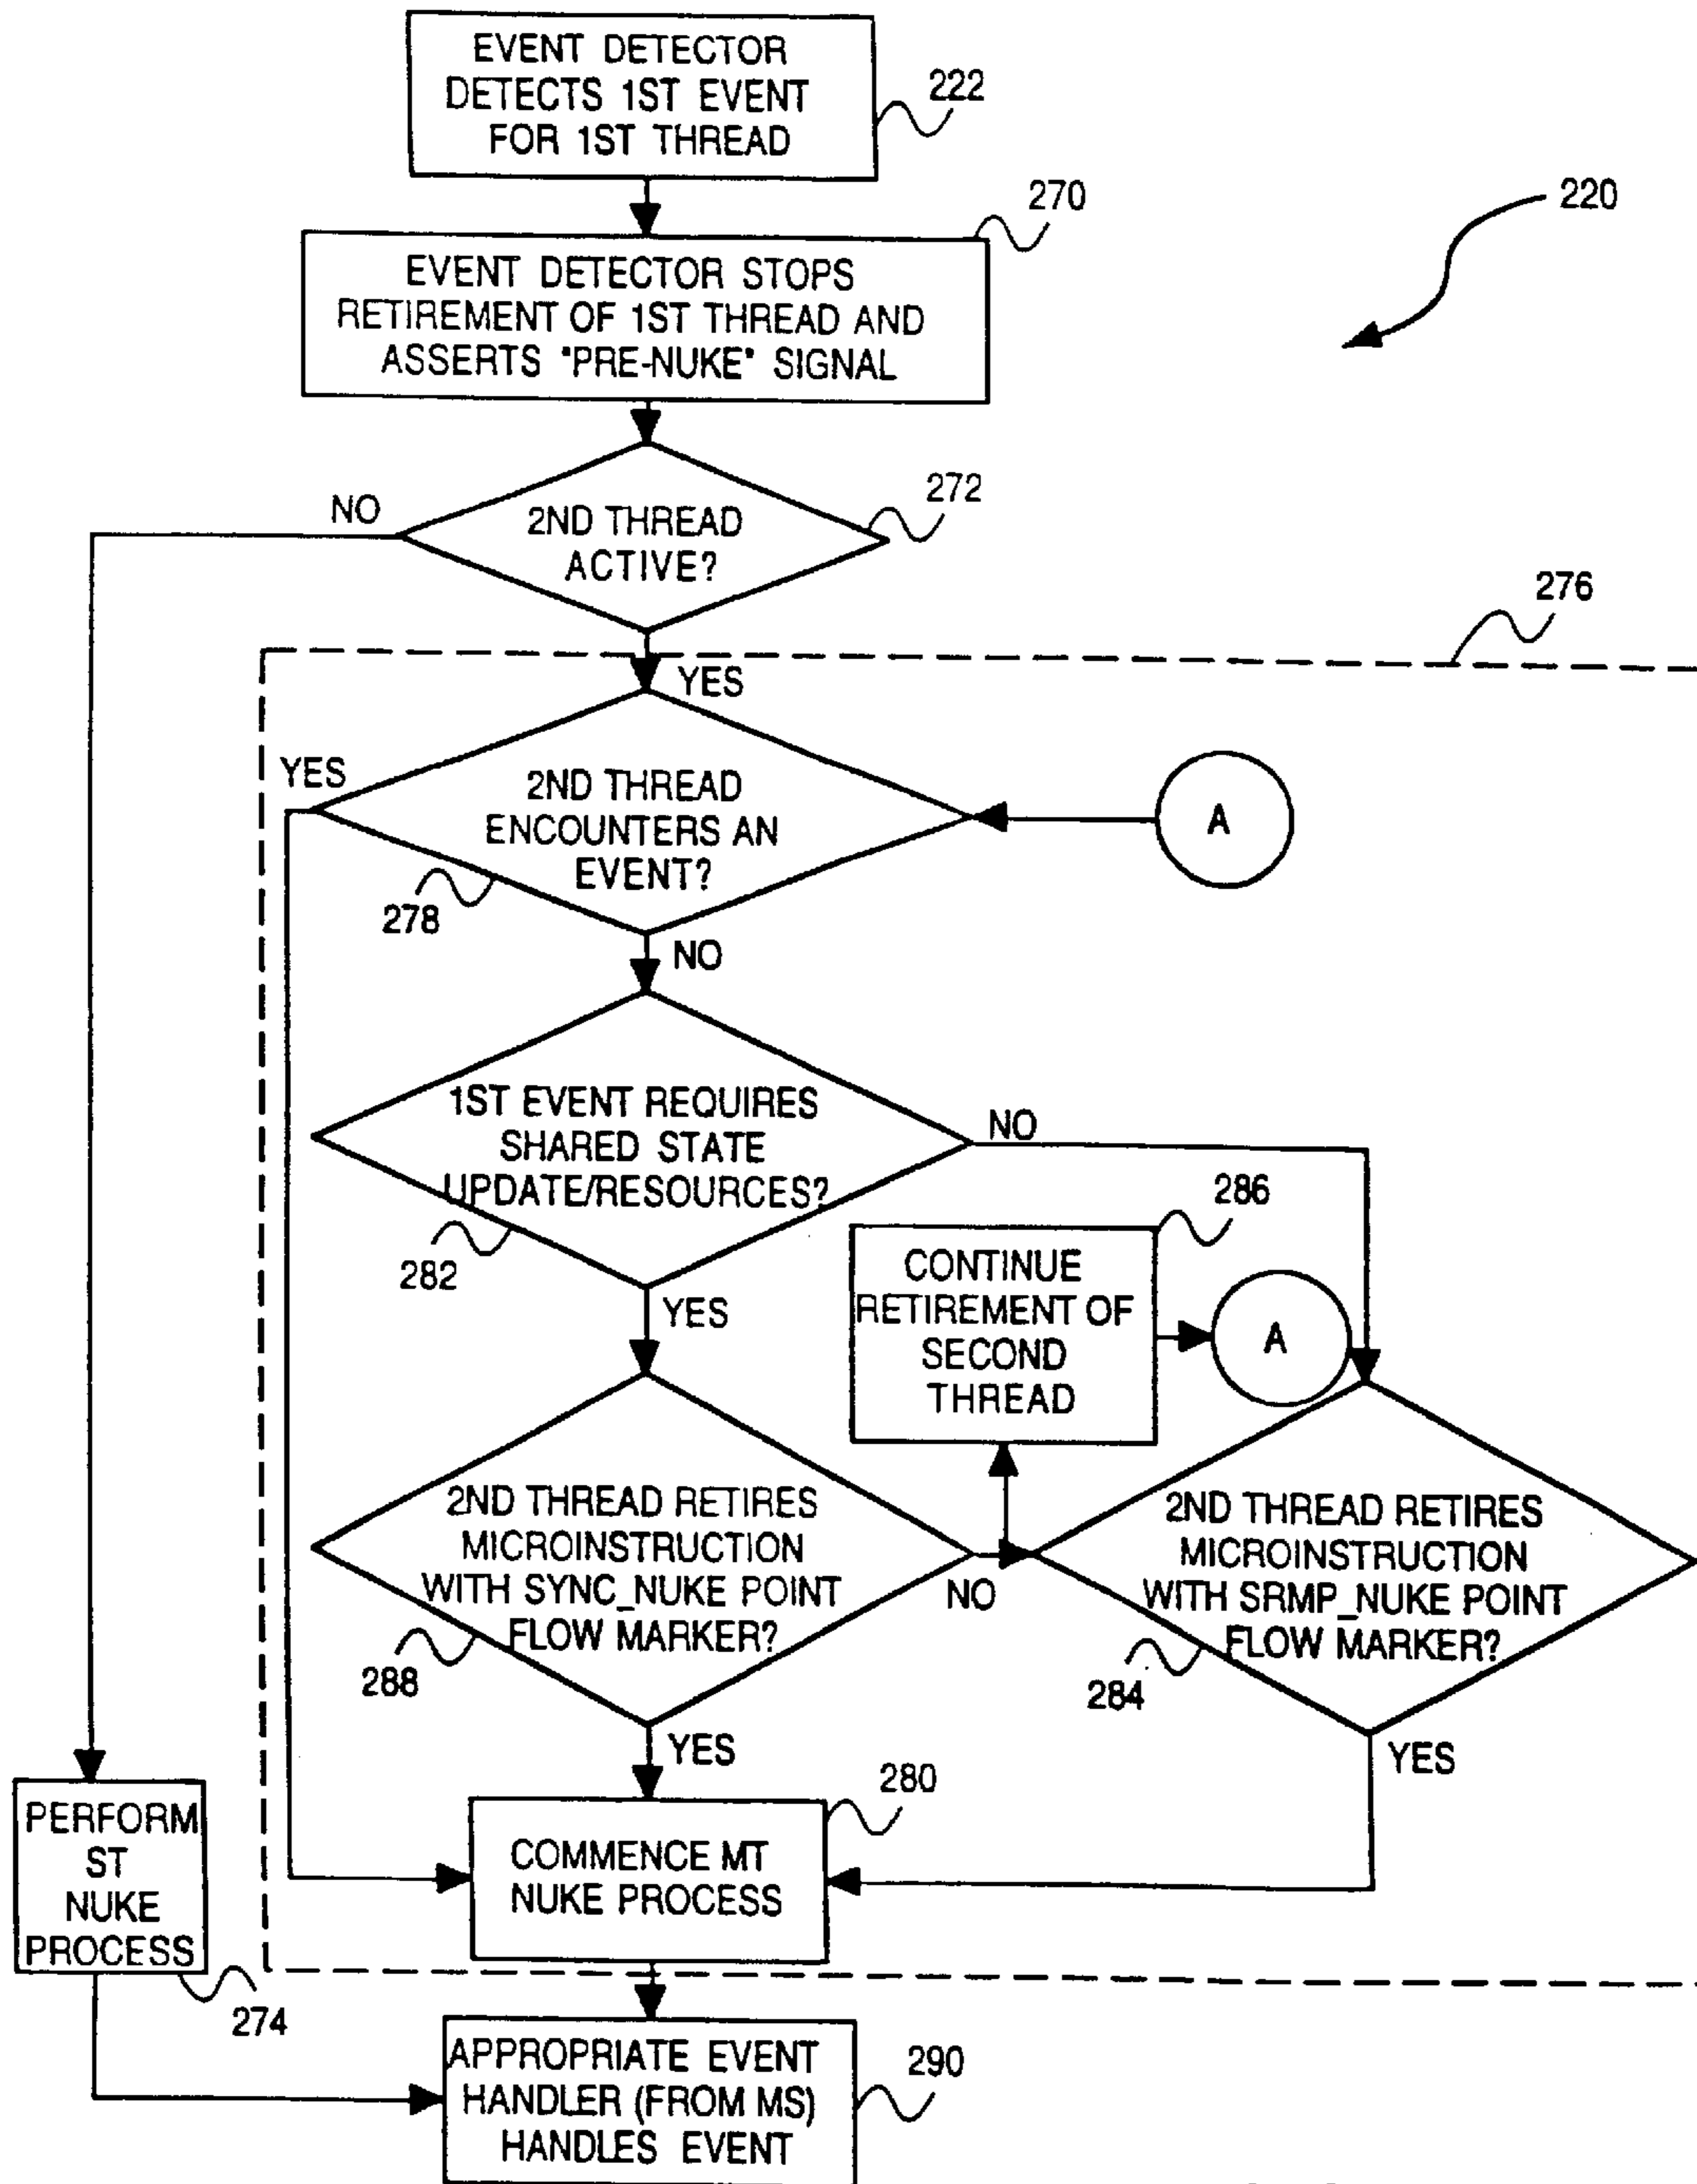 EVENT DETECTOR
DETECTS 1ST EVENT
FOR 1ST THREAD
222
270
220
EVENT DETECTOR STOPS
RETIREMENT OF 1ST THREAD AND
ASSERTS "PRE-NUKE" SIGNAL
272
NO
2ND THREAD
ACTIVE?
276
YES
YES
2ND THREAD
ENCOUNTERS AN
EVENT?
A
278
NO
1ST EVENT REQUIRES
SHARED STATE
UPDATE/RESOURCES?
NO
282
286
CONTINUE
RETIREMENT OF
SECOND
THREAD
A
YES
2ND THREAD RETIRES
MICROINSTRUCTION
WITH SYNC_NUKE POINT
FLOW MARKER?
NO
288
2ND THREAD RETIRES
MICROINSTRUCTION
WITH SRMP_NUKE POINT
FLOW MARKER?
284
YES
YES
280
COMMENCE MT
NUKE PROCESS
PERFORM
ST
NUKE
PROCESS
274
APPROPRIATE EVENT
HANDLER (FROM MS)
HANDLES EVENT
290